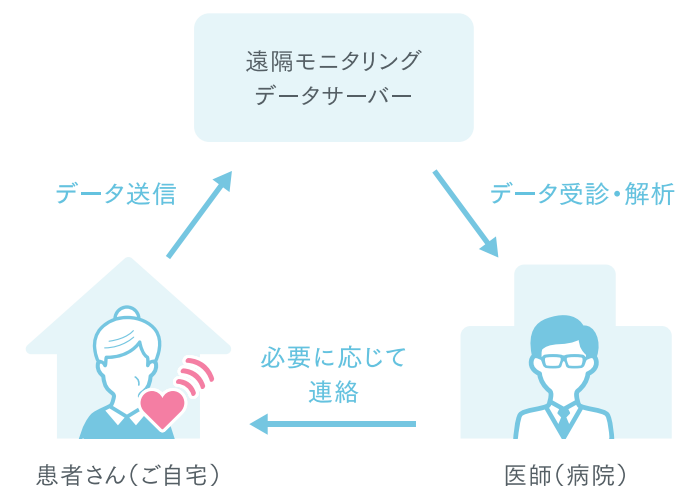 遠隔モニタリング
データサーバー
データ送信
データ受診・解析
必要に応じて
連絡
患者さん（ご自宅）
医師（病院）